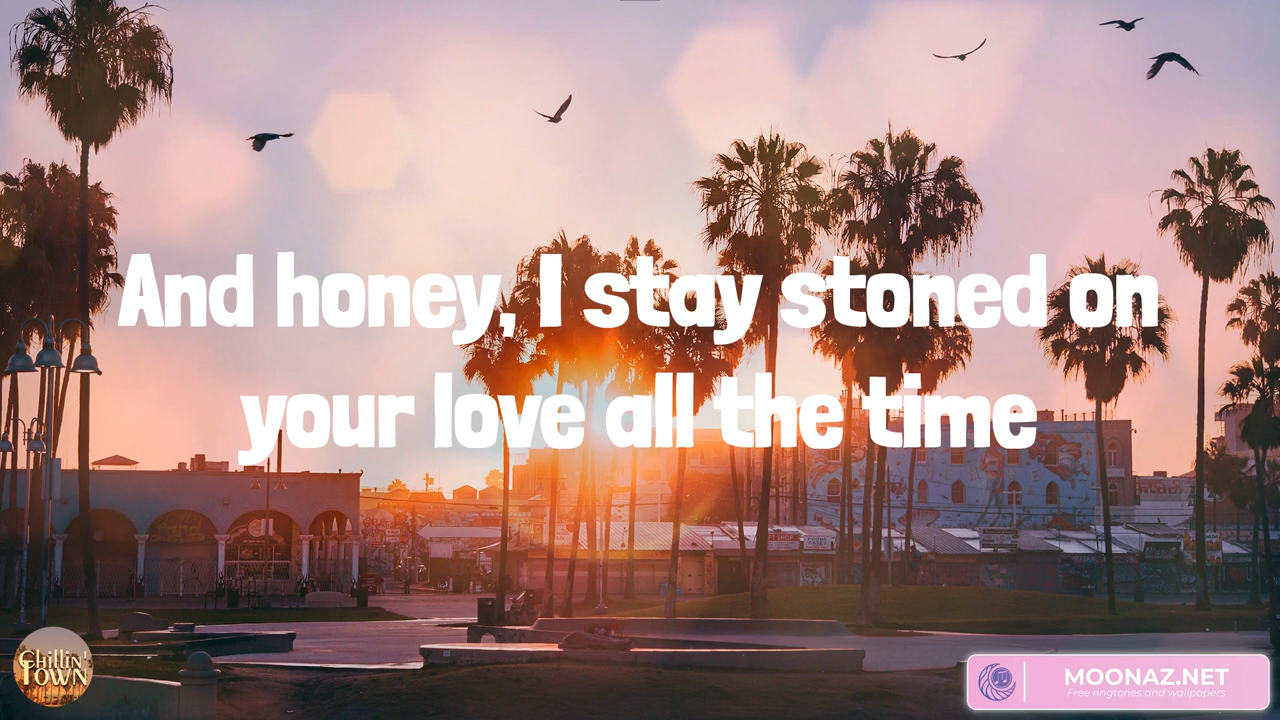 And honey, I stay stoned on
your love all the time
Chillin'
TOWN
MOONAZ.NET
Free ringtones and wallpapers